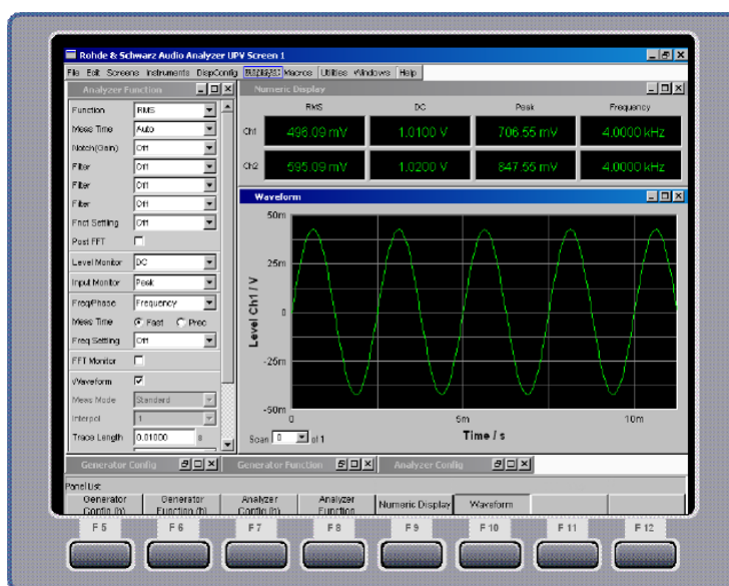 Rohde & Schwarz Audio Analyzer UPV Screen 1
File Edit Screens Instruments DispConfig Macros Utilities Windows Help
Analyzer Function
Numeric Display
Function RMS
Meas Time Auto
Notch(Gain) Off
Filter Off
Filter Off
Filter Off
Fnct Settling Off
Post FFT
Level Monitor DC
Input Monitor Peak
Freq/Phase Frequency
Meas Time Fast Prec
Freq Settling Off
FFT Monitor
Waveform
Meas Mode Standard
Interpol 1
Trace Length 0.01000 s
RMS DC Peak Frequency
Ch1 496.09 mV 1.0100 V 706.55 mV 4.0000 kHz
Ch2 595.09 mV 1.0200 V 847.55 mV 4.0000 kHz
Waveform
50m
25m
0
-25m
-50m
Level Ch1 / V
0 5m 10m
Scan 0 of 1
Time / s
Generator Config Generator Function Analyzer Config
Panel List:
Generator Config (h) Generator Function (h) Analyzer Config (h) Analyzer Function Numeric Display Waveform
F 5 F 6 F 7 F 8 F 9 F 10 F 11 F 12